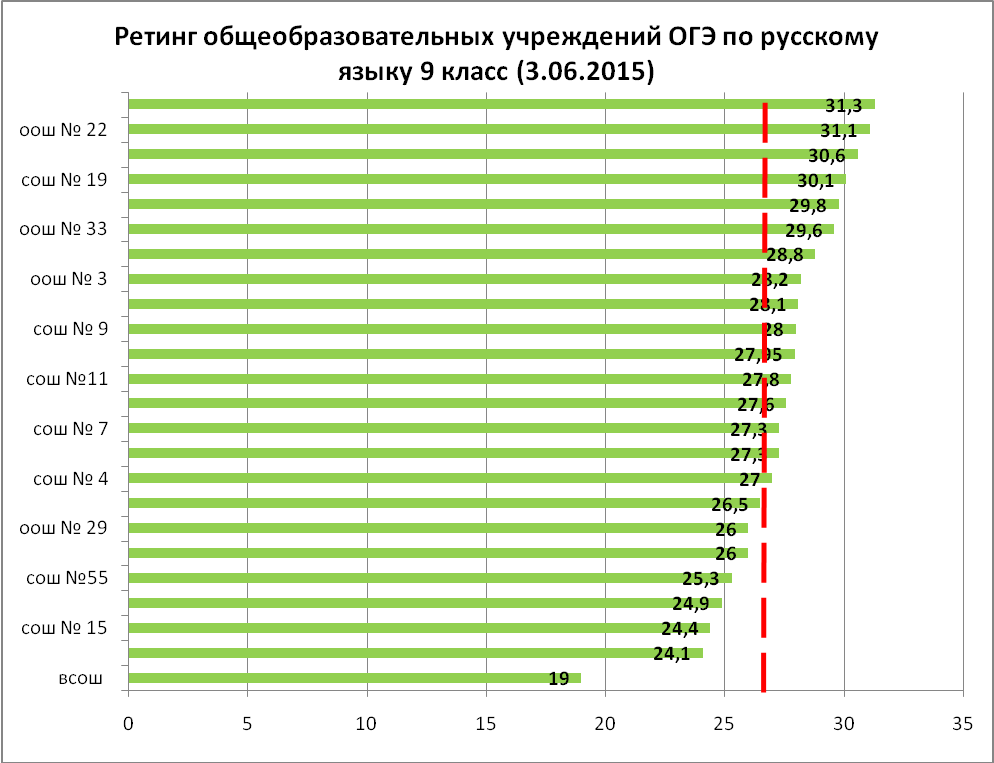 Ретинг общеобразовательных учреждений ОГЭ по русскому
языку 9 класс (3.06.2015)
31,3
оош № 22 31,1
30,6
сош № 19 30,1
29,8
оош № 33 29,6
28,8
оош № 3 28,2
28,1
сош № 9 28
27,95
сош №11 27,8
27,6
сош № 7 27,3
27,3
сош № 4 27
26,5
оош № 29 26
26
сош №55 25,3
24,9
сош № 15 24,4
24,1
всош 19
0 5 10 15 20 25 30 35